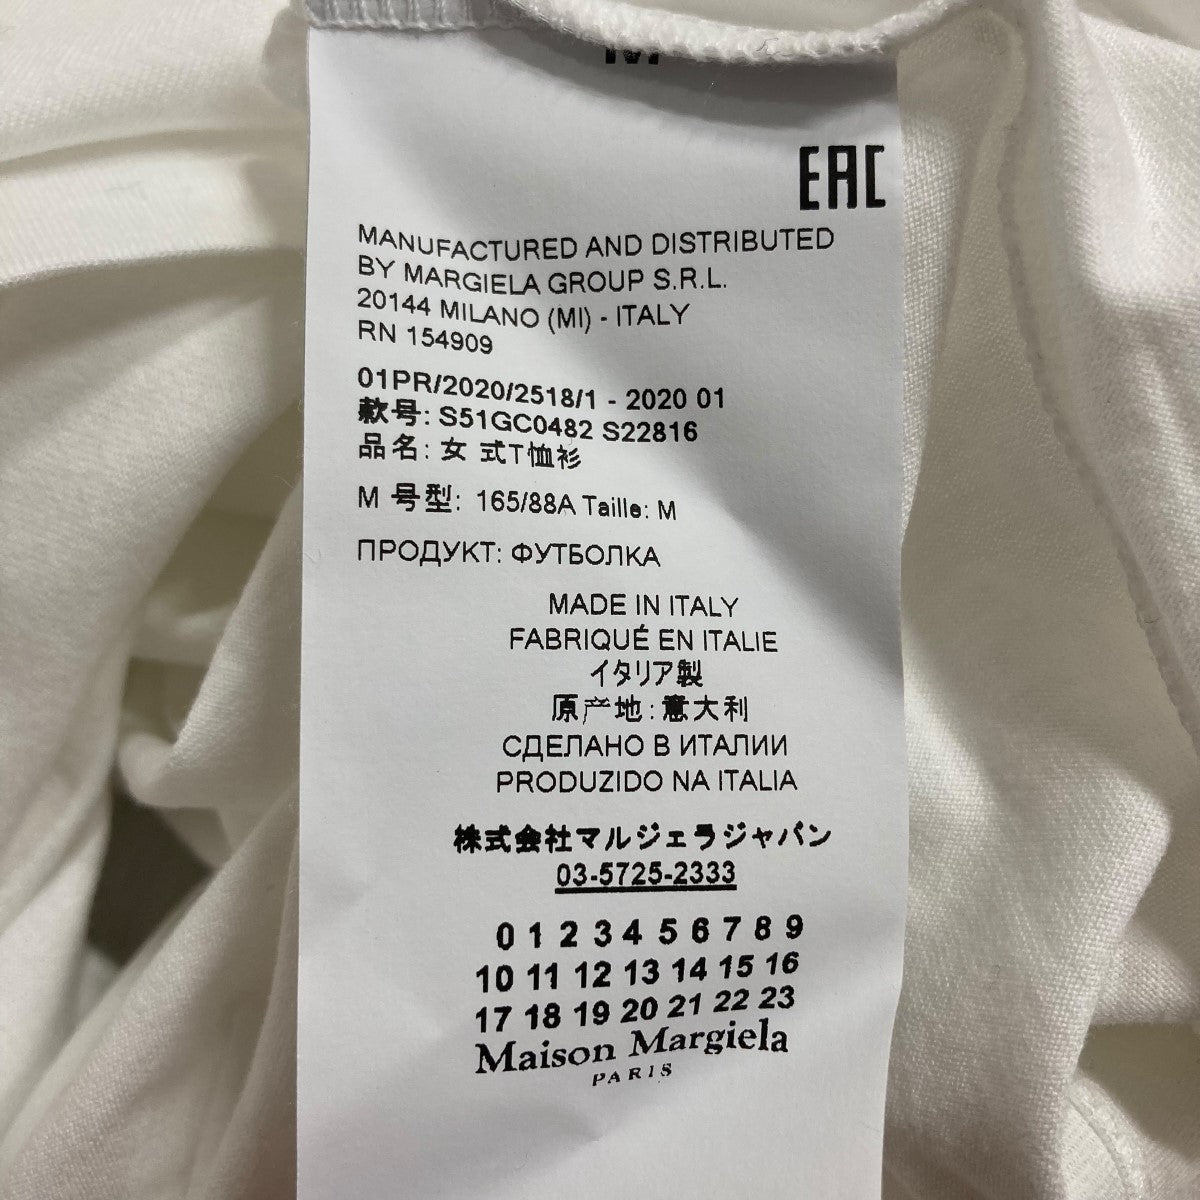 M
EAC
MANUFACTURED AND DISTRIBUTED
BY MARGIELA GROUP S.R.L.
20144 MILANO (MI) - ITALY
RN 154909
01PR/2020/2518/1 - 2020 01
款号: S51GC0482 S22816
品名: 女 式T恤衫
M 号型: 165/88A Taille: M
ПРОДУКТ: ФУТБОЛКА
MADE IN ITALY
FABRIQUÉ EN ITALIE
イタリア製
原产地: 意大利
СДЕЛАНО В ИТАЛИИ
PRODUZIDO NA ITALIA
株式会社マルジェラジャパン
03-5725-2333
0 1 2 3 4 5 6 7 8 9
10 11 12 13 14 15 16
17 18 19 20 21 22 23
Maison Margiela
PARIS